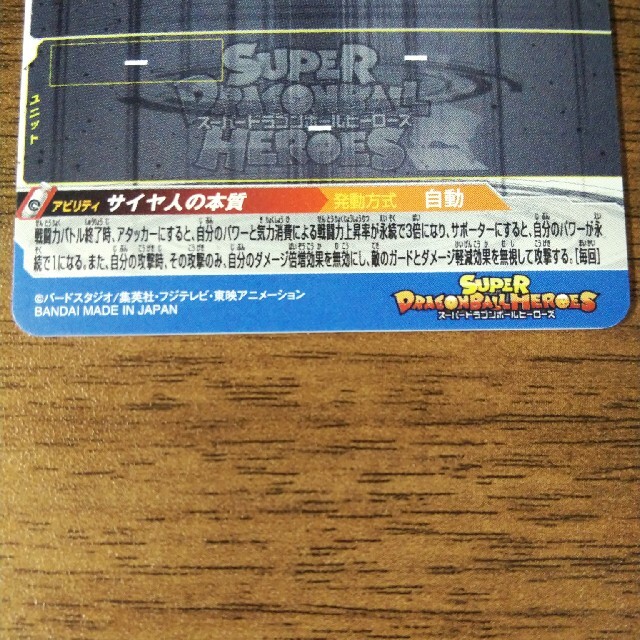 SUPER
DRAGONBALL
スーパードラゴンボールヒーローズ
HEROES
ユニット
アビリティ サイヤ人の本質 発動方式 自動
戦闘力バトル終了時、アタッカーにすると、自分のパワーと気力消費による戦闘力上昇率が永続で3倍になり、サポーターにすると、自分のパワーが永
続で1になる。また、自分の攻撃時、その攻撃のみ、自分のダメージ倍増効果を無効にし、敵のガードとダメージ軽減効果を無視して攻撃する。[毎回]
©バードスタジオ/集英社・フジテレビ・東映アニメーション
BANDAI MADE IN JAPAN
SUPER
DRAGONBALL HEROES
スーパードラゴンボールヒーローズ